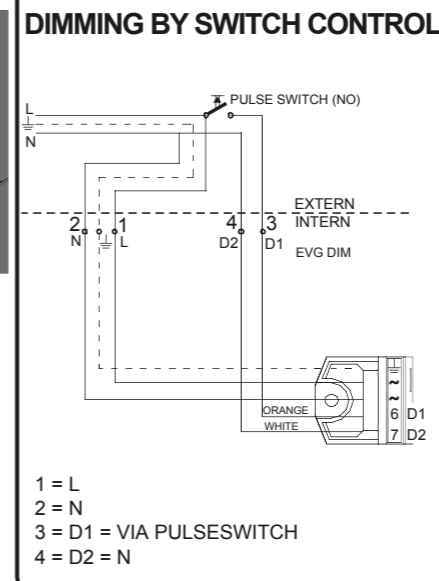 DIMMING BY SWITCH CONTROL
PULSE SWITCH (NO)
L
N
EXTERN
INTERN
2 1 4 3
N L D2 D1
EVG DIM
~
~
ORANGE 6 D1
WHITE 7 D2
1 = L
2 = N
3 = D1 = VIA PULSESWITCH
4 = D2 = N